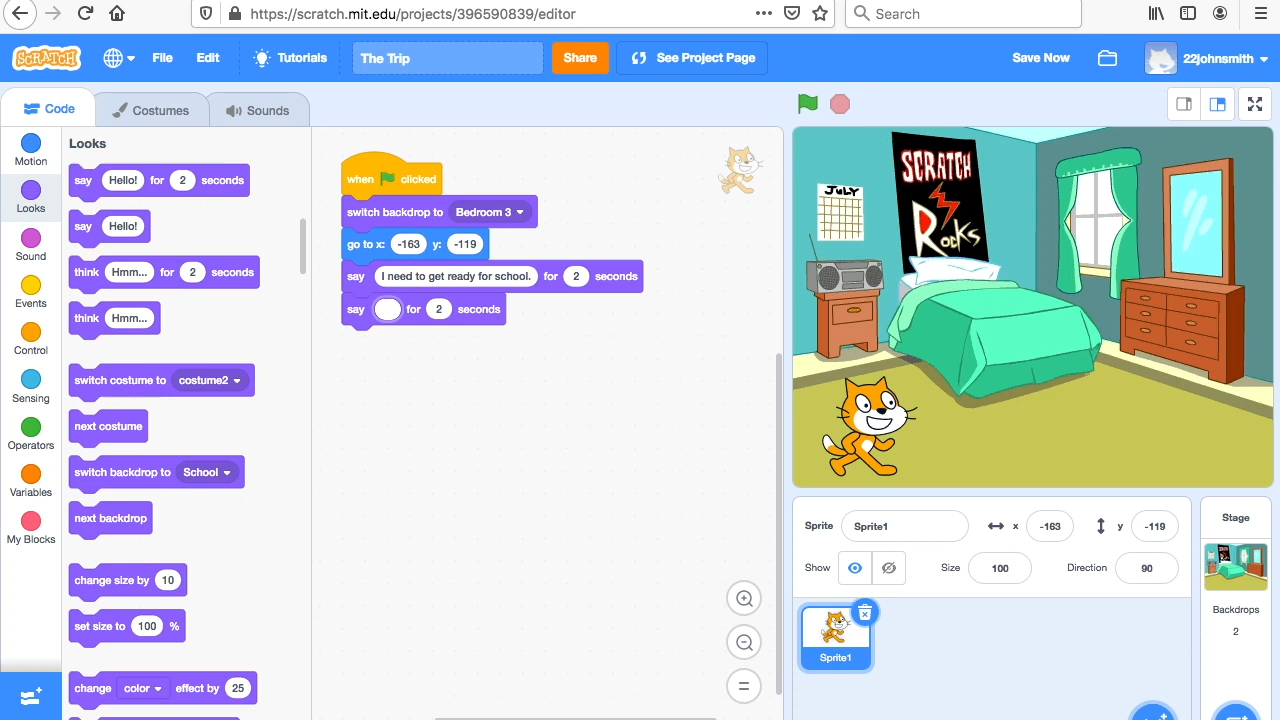 https://scratch.mit.edu/projects/396590839/editor
Search
SCRATCH
File
Edit
Tutorials
The Trip
Share
See Project Page
Save Now
22johnsmith
Code
Costumes
Sounds
Motion
Looks
Sound
Events
Control
Sensing
Operators
Variables
My Blocks
Looks
say Hello! for 2 seconds
say Hello!
think Hmm... for 2 seconds
think Hmm...
switch costume to costume2
next costume
switch backdrop to School
next backdrop
change size by 10
set size to 100 %
change color effect by 25
when clicked
switch backdrop to Bedroom 3
go to x: -163 y: -119
say I need to get ready for school. for 2 seconds
say for 2 seconds
JULY
SCRATCH
Rocks
Sprite Sprite1 x -163 y -119
Show Size 100 Direction 90
Sprite1
Stage
Backdrops
2